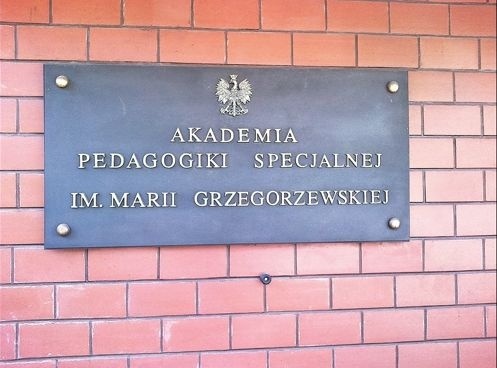 AKADEMIA
PEDAGOGIKI SPECJALNEJ
IM. MARII GRZEGORZEWSKIEJ